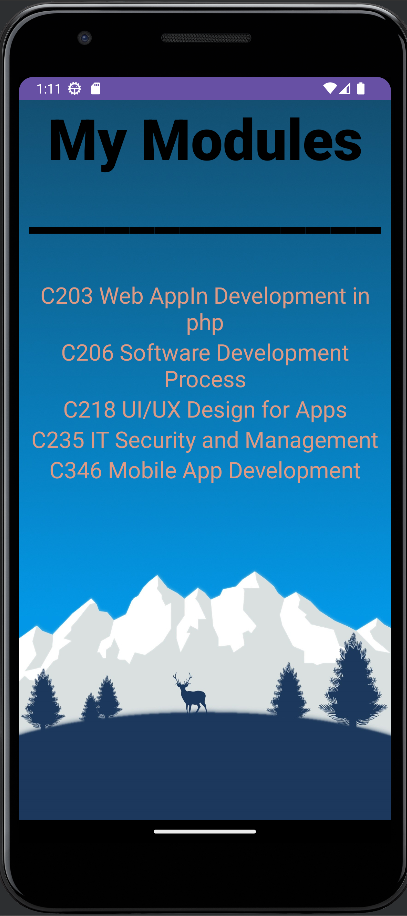 1:11
My Modules
C203 Web AppIn Development in
php
C206 Software Development
Process
C218 UI/UX Design for Apps
C235 IT Security and Management
C346 Mobile App Development